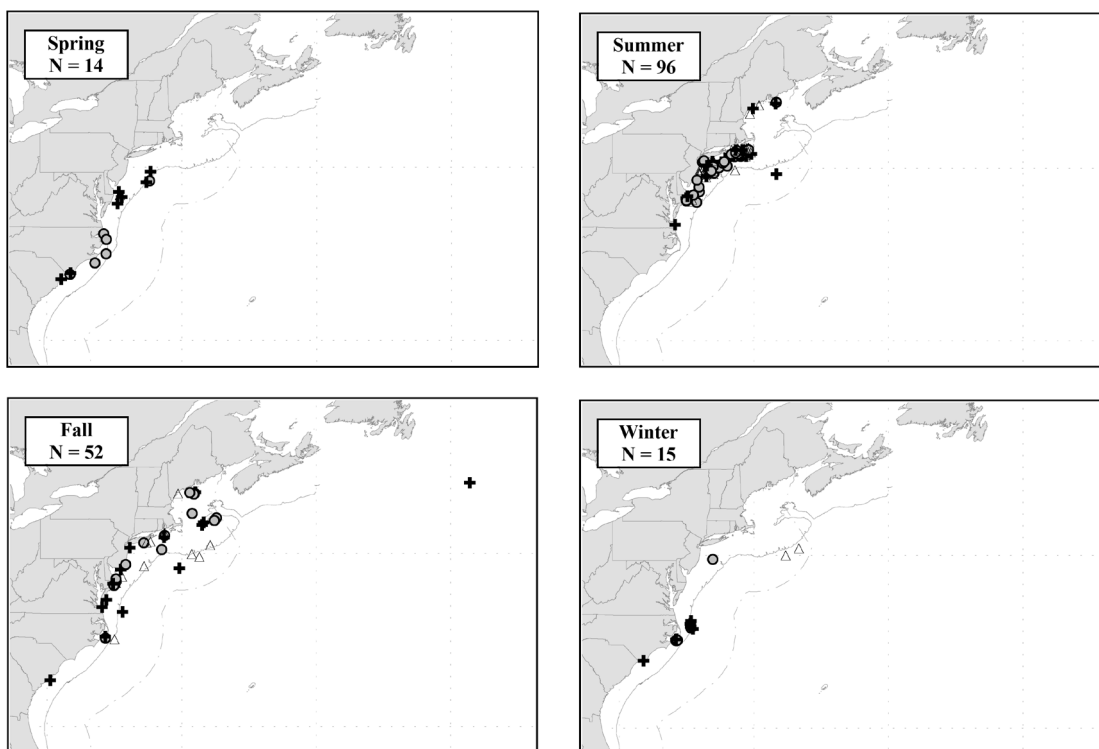 Spring
N = 14
Summer
N = 96
Fall
N = 52
Winter
N = 15